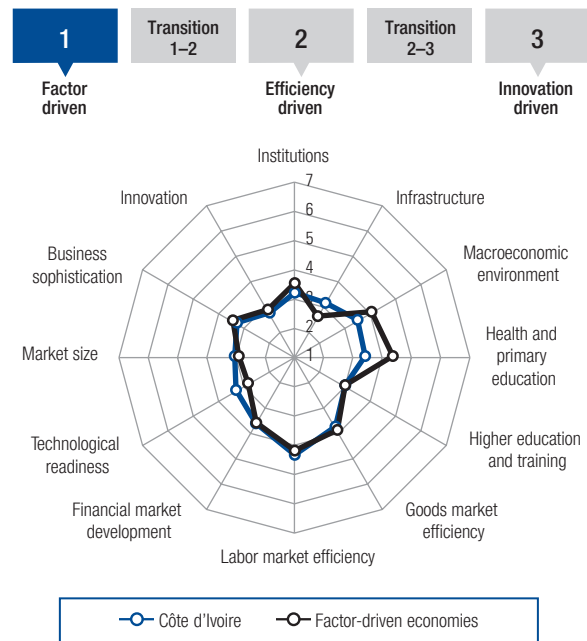 1
Transition
1–2
2
Transition
2–3
3
Factor
driven
Efficiency
driven
Innovation
driven
Institutions
Infrastructure
Macroeconomic
environment
Health and
primary
education
Higher education
and training
Goods market
efficiency
Labor market efficiency
Financial market
development
Technological
readiness
Market size
Business
sophistication
Innovation
7
6
5
4
3
2
1
Côte d'Ivoire
Factor-driven economies